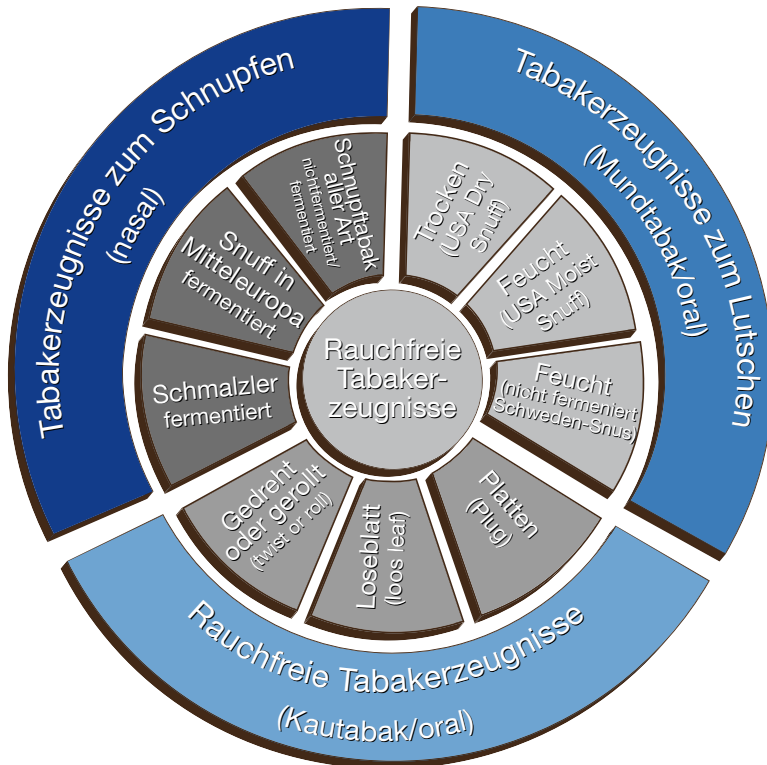 Rauchfreie
Tabaker-
zeugnisse
Tabakerzeugnisse zum Schnupfen
(nasal)
Schnupftabak
aller Art
nichtfermentiert/
fermentiert
Snuff in
Mitteleuropa
fermentiert
Schmalzler
fermentiert
Tabakerzeugnisse zum Lutschen
(Mundtabak/oral)
Trocken
(USA Dry
Snuff)
Feucht
(USA Moist
Snuff)
Feucht
(nicht fermeniert
Schweden-Snus)
Rauchfreie Tabakerzeugnisse
(Kautabak/oral)
Gedreht
oder gerollt
(twist or roll)
Loseblatt
(loos leaf)
Platten
(Plug)